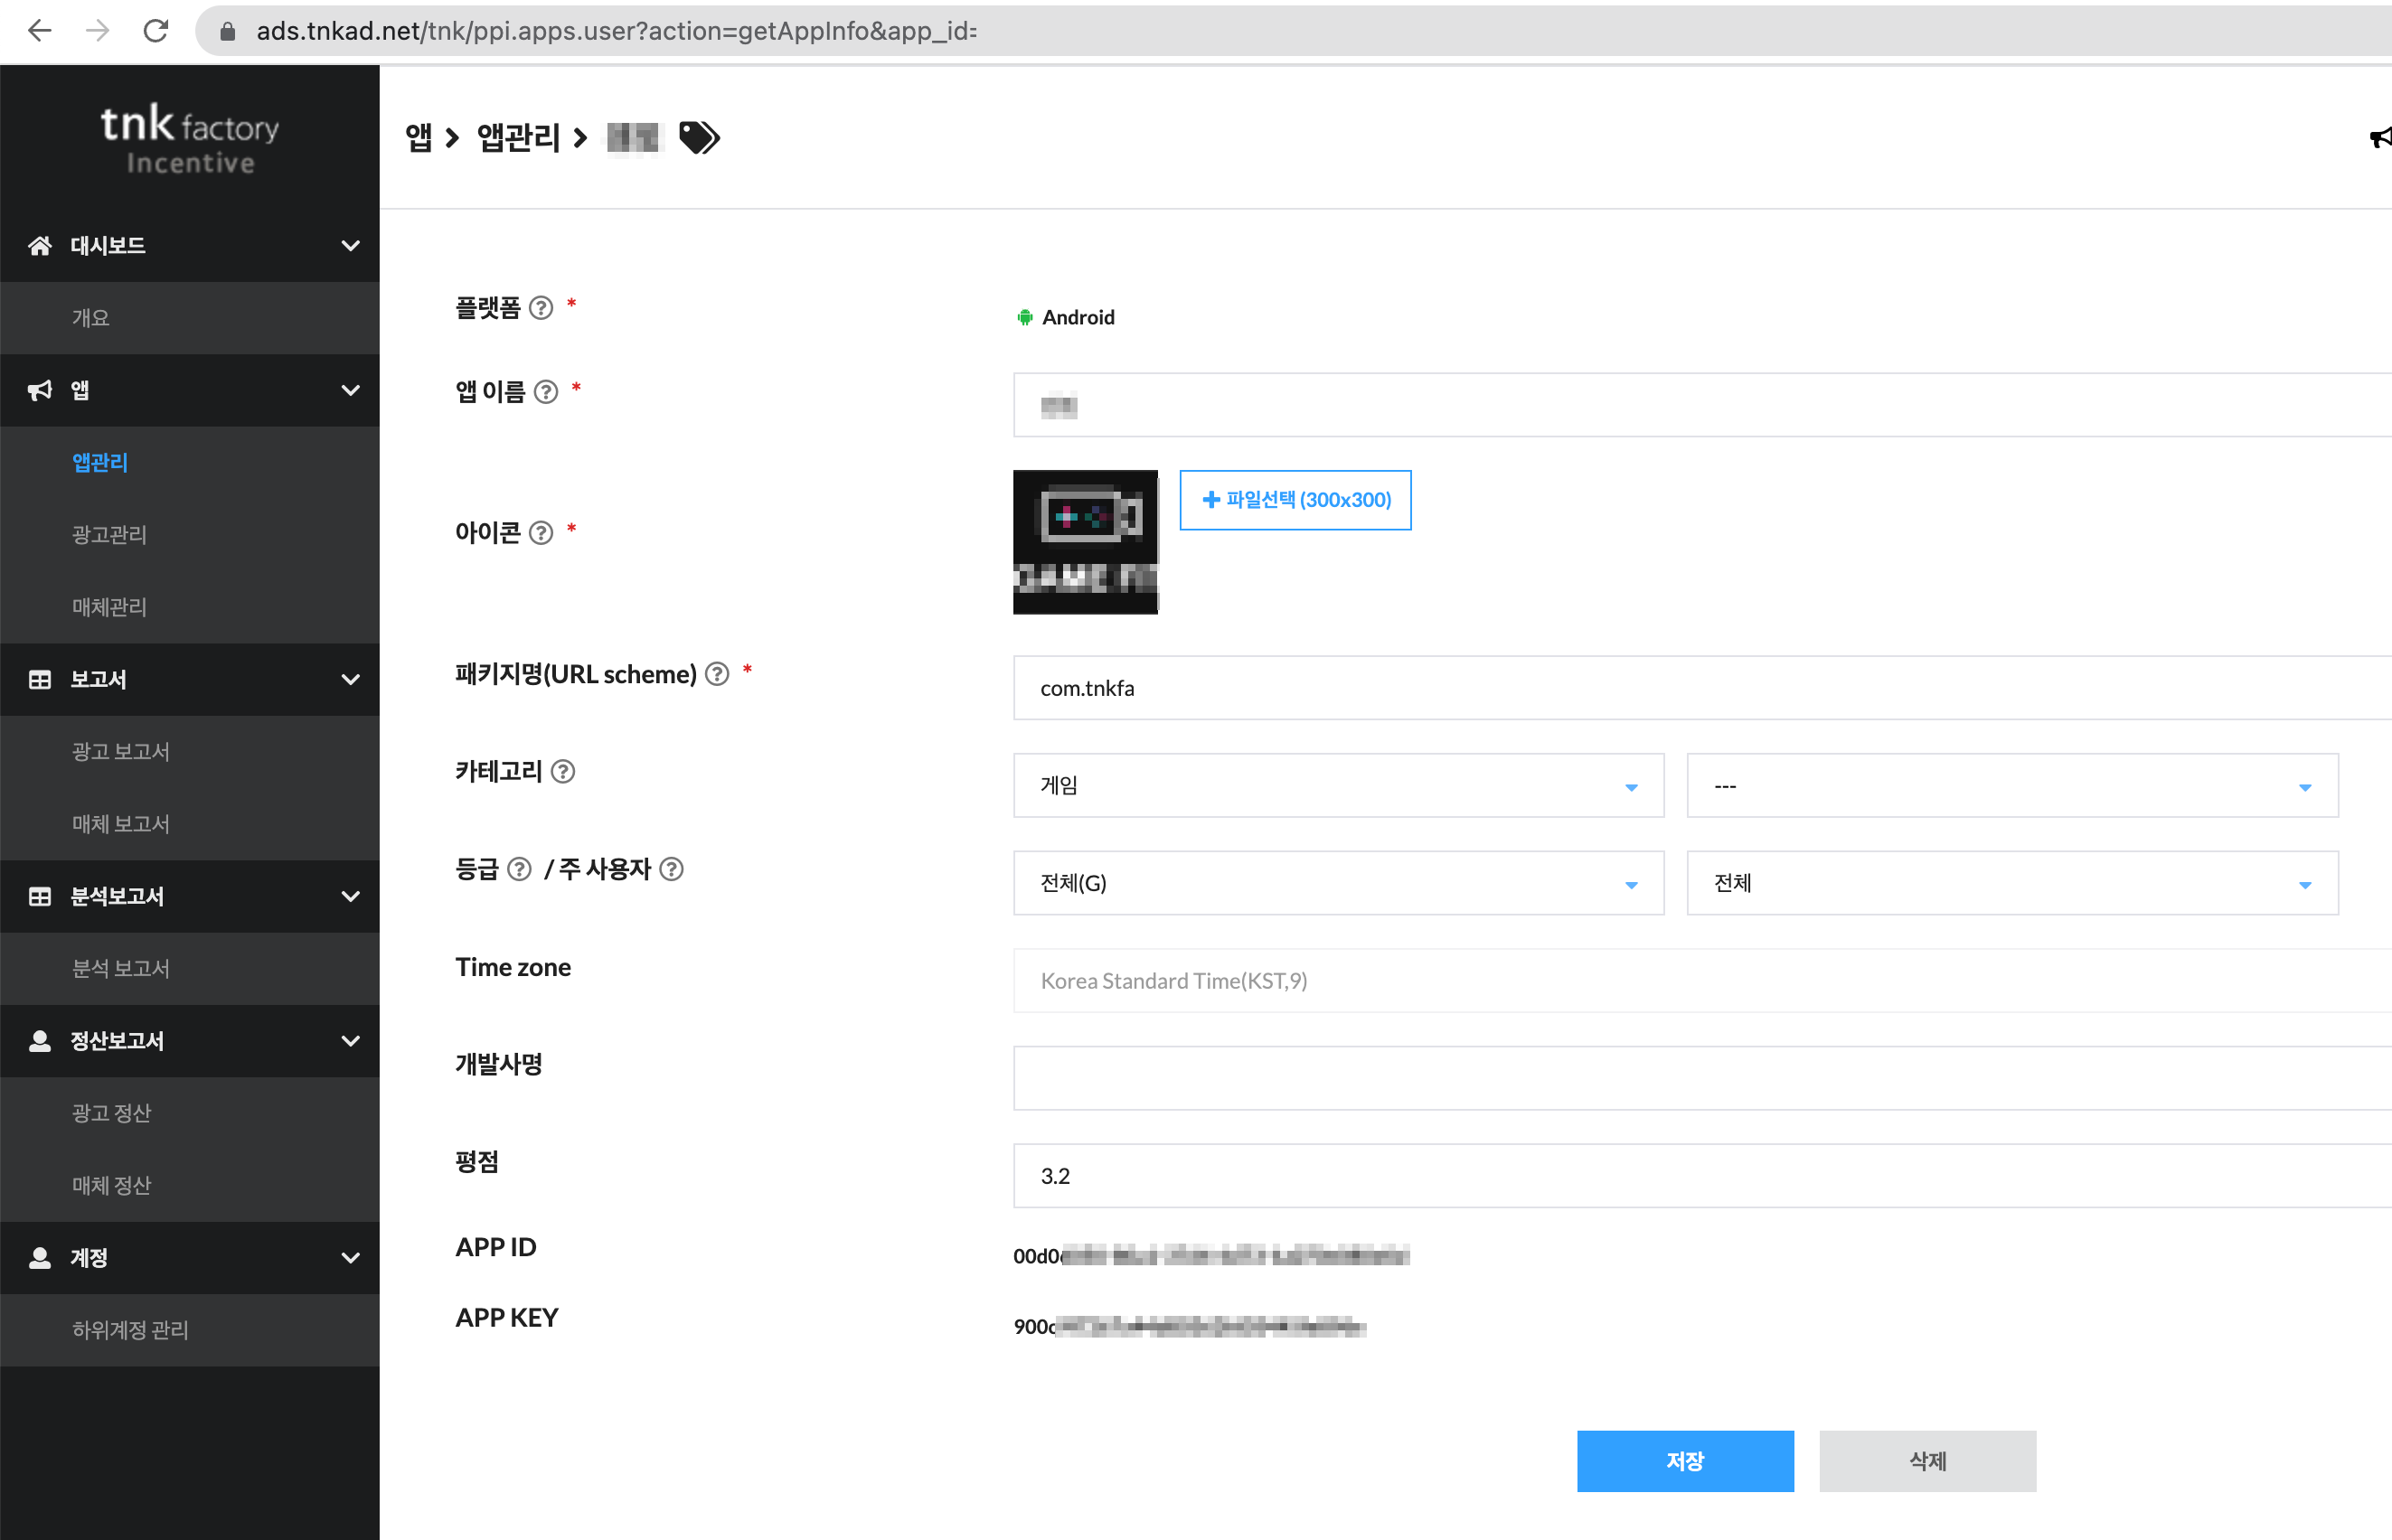 ads.tnkad.net/tnk/ppi.apps.user?action=getAppInfo&app_id=
tnk factory
Incentive
대시보드
개요
앱
앱관리
광고관리
매체관리
보고서
광고 보고서
매체 보고서
분석보고서
분석 보고서
정산보고서
광고 정산
매체 정산
계정
하위계정 관리
앱 > 앱관리 >
플랫폼 ? *
Android
앱 이름 ? *
아이콘 ? *
+ 파일선택 (300x300)
패키지명(URL scheme) ? *
com.tnkfa
카테고리 ?
게임
---
등급 ? / 주 사용자 ?
전체(G)
전체
Time zone
Korea Standard Time(KST,9)
개발사명
평점
3.2
APP ID
00d0
APP KEY
900
저장
삭제